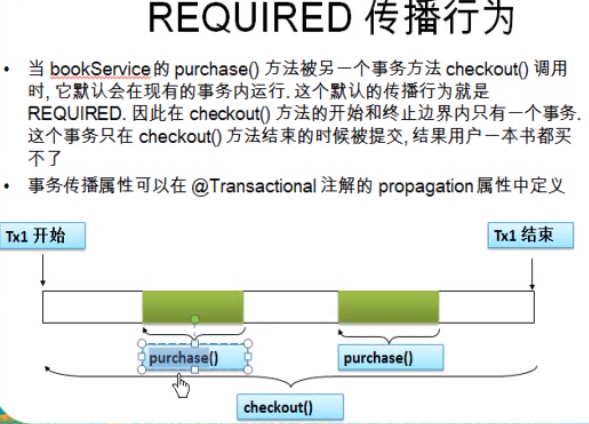 REQUIRED 传播行为
• 当 bookService 的 purchase() 方法被另一个事务方法 checkout() 调用
时, 它默认会在现有的事务内运行. 这个默认的传播行为就是
REQUIRED. 因此在 checkout() 方法的开始和终止边界内只有一个事务.
这个事务只在 checkout() 方法结束的时候被提交, 结果用户一本书都买
不了
• 事务传播属性可以在 @Transactional 注解的 propagation 属性中定义
Tx1 开始
Tx1 结束
purchase()
purchase()
checkout()